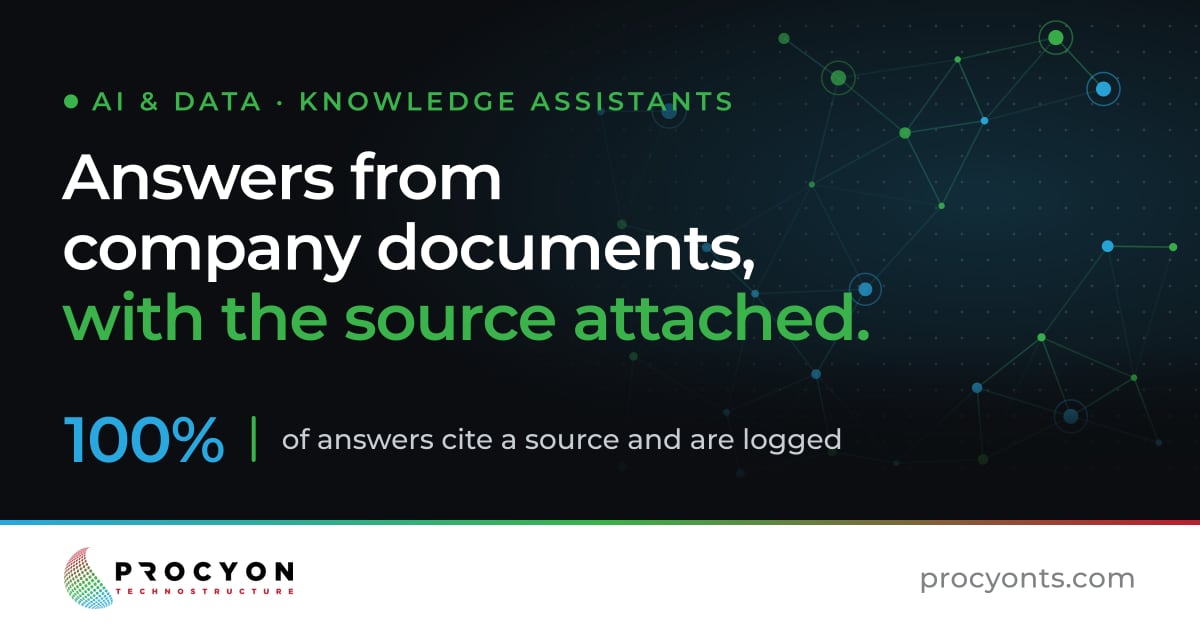 AI & DATA · KNOWLEDGE ASSISTANTS
Answers from
company documents,
with the source attached.
100% of answers cite a source and are logged
PROCYON
TECHNOSTRUCTURE
procyonts.com